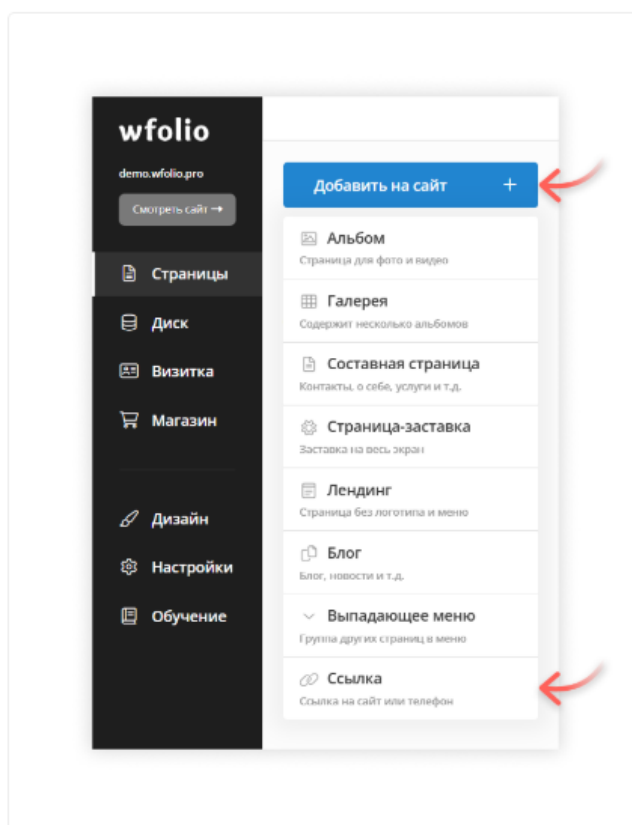 wfolio
demo.wfolio.pro
Смотреть сайт →
Страницы
Диск
Визитка
Магазин
Дизайн
Настройки
Обучение
Добавить на сайт +
Альбом
Страница для фото и видео
Галерея
Содержит несколько альбомов
Составная страница
Контакты, о себе, услуги и т.д.
Страница-заставка
Заставка на весь экран
Лендинг
Страница без логотипа и меню
Блог
Блог, новости и т.д.
Выпадающее меню
Группа других страниц в меню
Ссылка
Ссылка на сайт или телефон